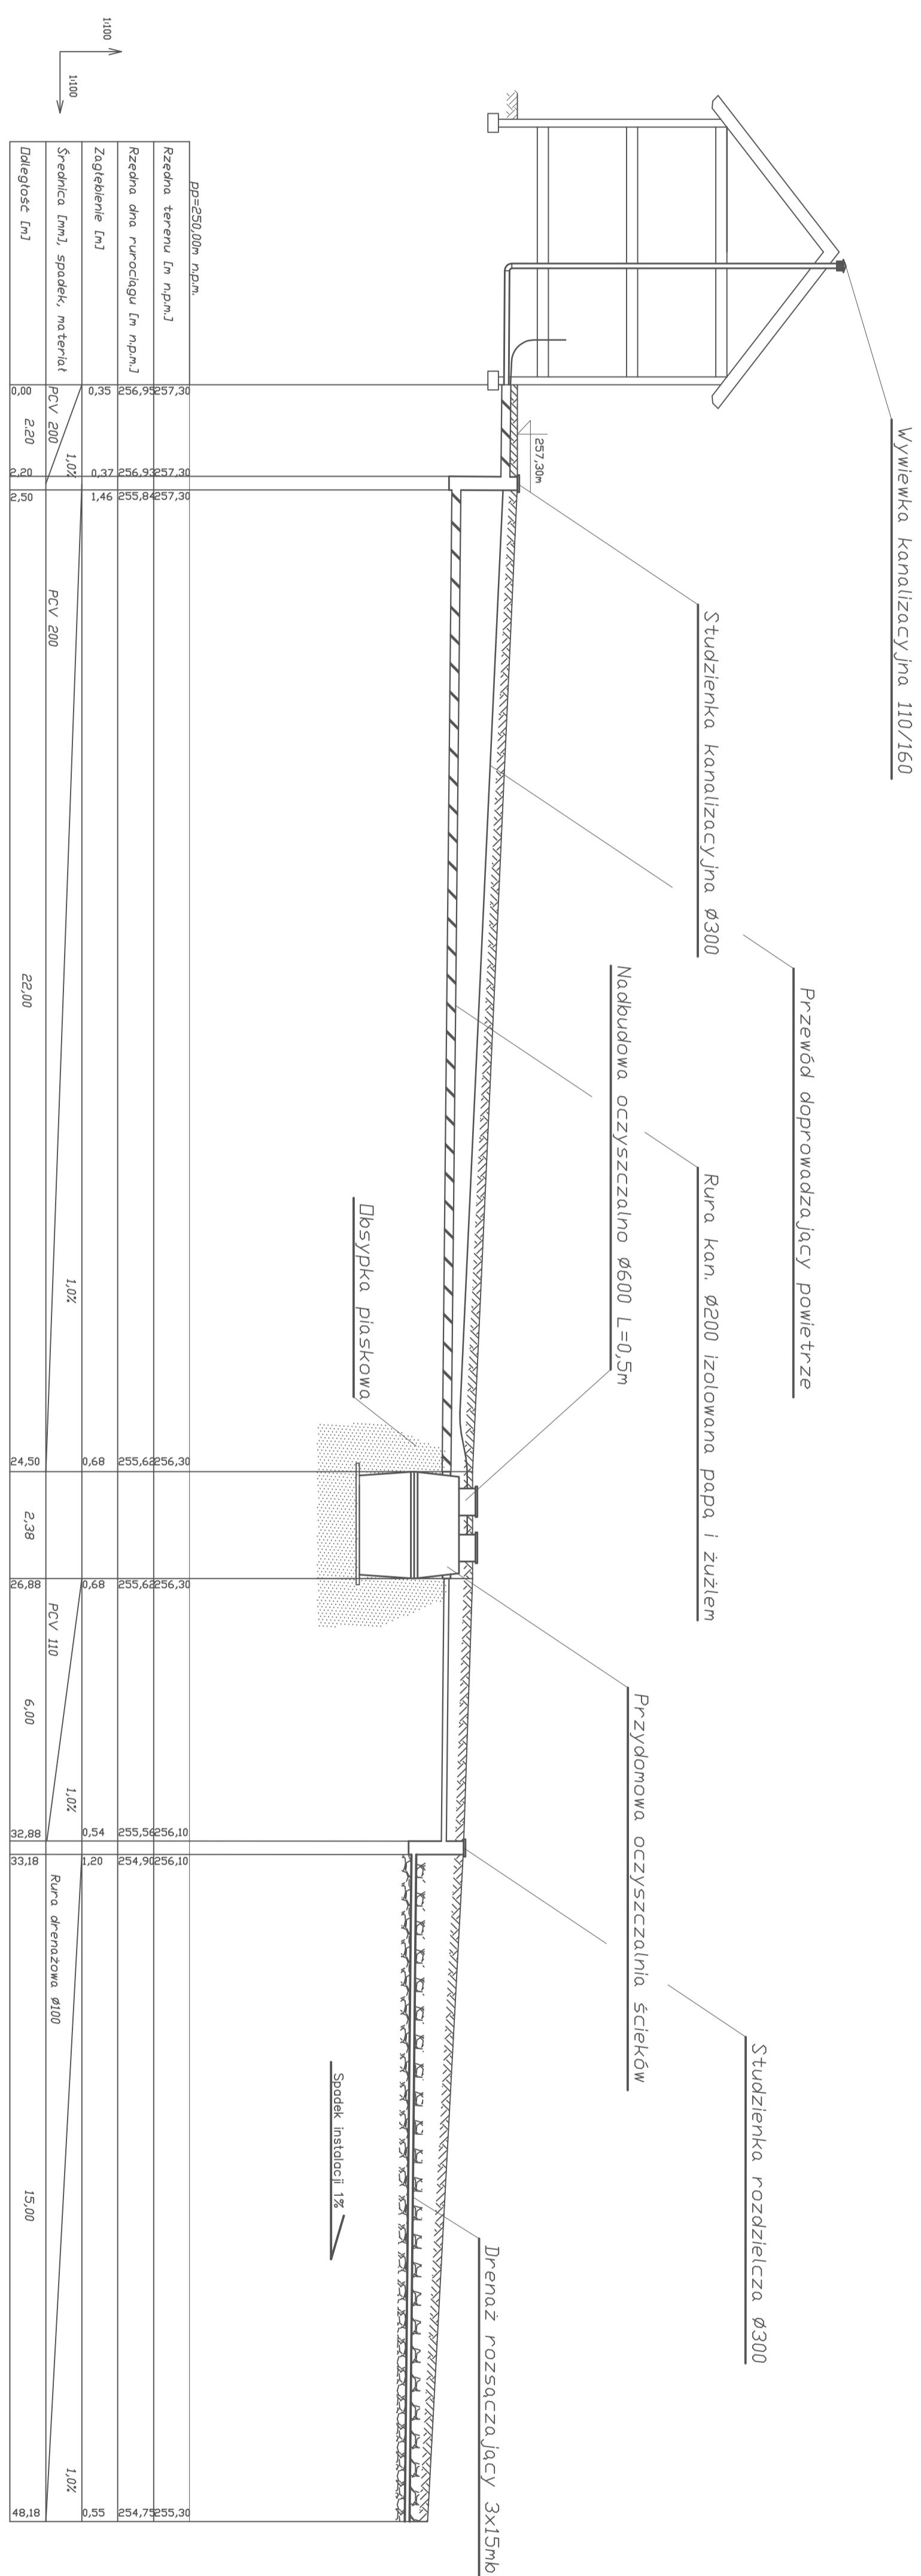 Wywiewka kanalizacyjna 110/160
Przewód doprowadzający powietrze
Studzienka rozdzielcza Ø300
Studzienka kanalizacyjna Ø300
Rura kan. Ø200 izolowana papą i żużlem
Przydomowa oczyszczalnia ścieków
Nadbudowa oczyszczalno Ø600 L=0,5m
257,30m
Drenaż rozsączający 3x15mb
Obsypka piaskowa
Spadek instalacji 1%
pp=250,00m n.p.m.
Rzędna terenu [m n.p.m.] 257,30 257,30 257,30 256,30 256,30 256,10 256,10 255,30
Rzędna dna rurociągu [m n.p.m.] 256,95 256,93 255,84 255,62 255,62 255,56 254,90 254,75
Zagłębienie [m] 0,35 0,37 1,46 0,68 0,68 0,54 1,20 0,55
Średnica [mm], spadek, materiał PCV 200 1,0% PCV 200 1,0% PCV 110 1,0% Rura drenażowa Ø100 1,0%
Odległość [m] 0,00 2.20 2,20 2,50 22,00 24,50 2,38 26,88 6,00 32,88 33,18 15,00 48,18
1:100
1:100